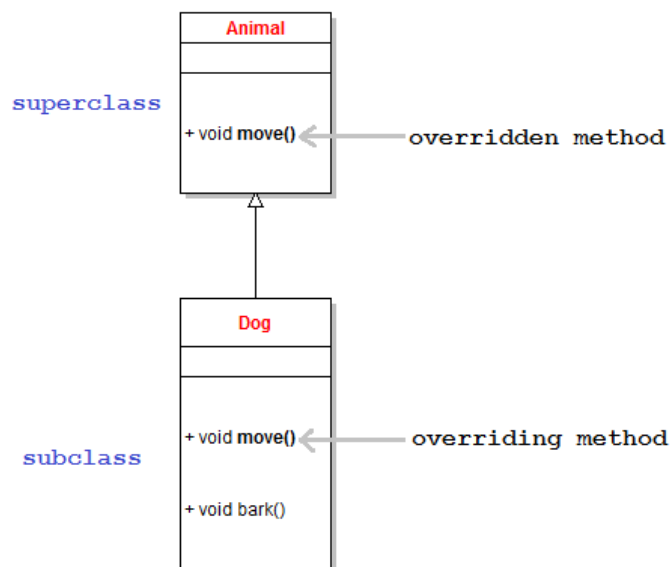 Animal
superclass
+ void move()
overridden method
Dog
+ void move()
overriding method
subclass
+ void bark()